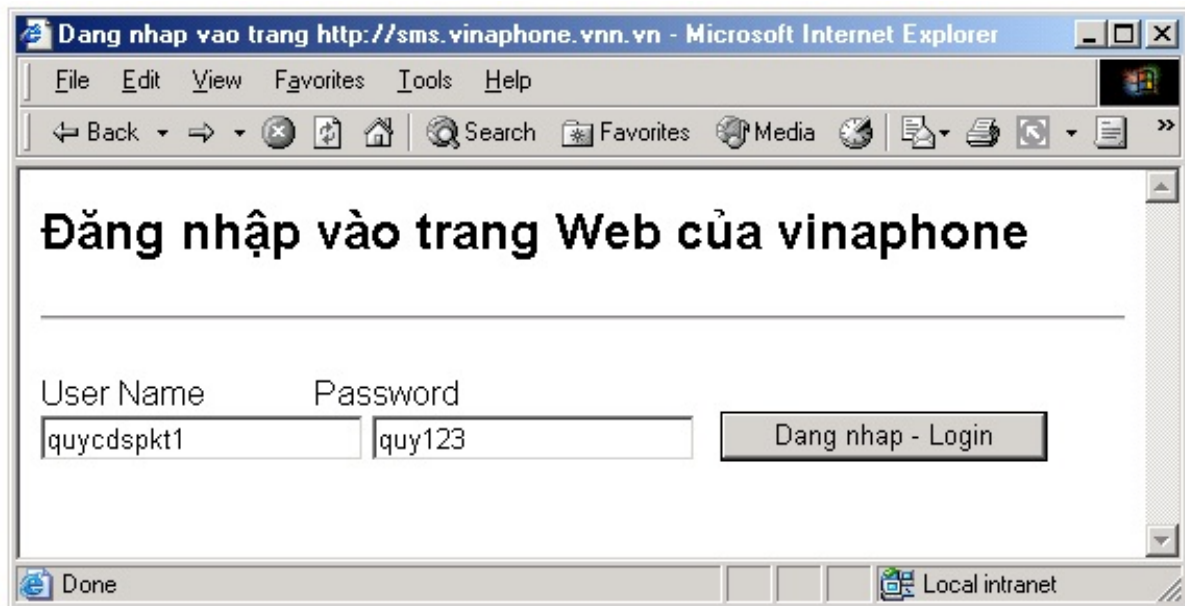 Dang nhap vao trang http://sms.vinaphone.vnn.vn - Microsoft Internet Explorer
File Edit View Favorites Tools Help
Back Search Favorites Media »
Đăng nhập vào trang Web của vinaphone
User Name Password
quycdspkt1 quy123 Dang nhap - Login
Done Local intranet